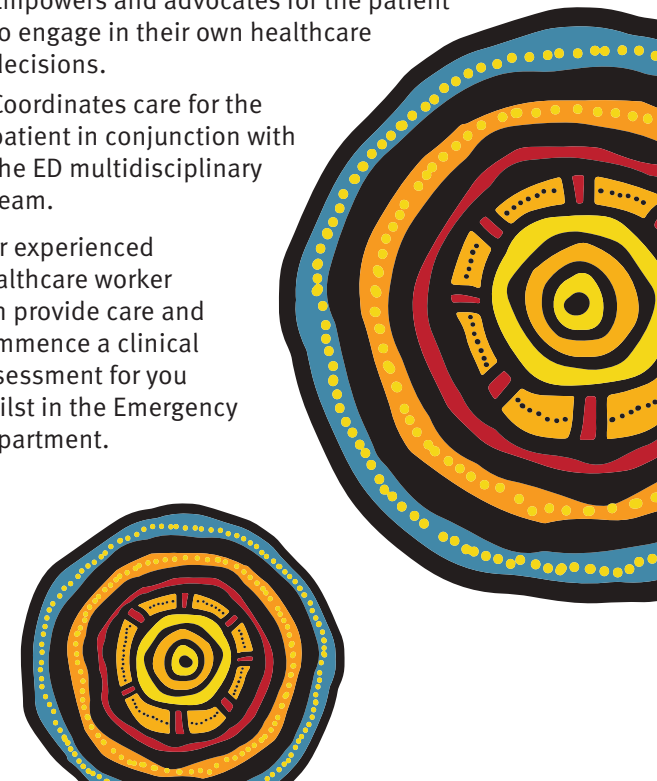 mpowers and advocates for the patient
o engage in their own healthcare
decisions.
Coordinates care for the
patient in conjunction with
he ED multidisciplinary
eam.
r experienced
althcare worker
n provide care and
mmence a clinical
sessment for you
ilst in the Emergency
partment.